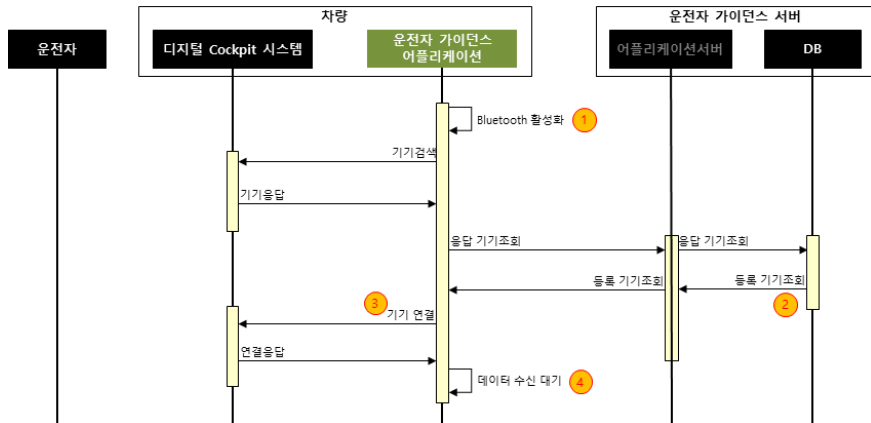 차량
운전자 가이던스 서버
운전자
디지털 Cockpit 시스템
운전자 가이던스
어플리케이션
어플리케이션서버
DB
Bluetooth 활성화
1
기기검색
기기응답
응답 기기조회
응답 기기조회
등록 기기조회
등록 기기조회
2
3
기기 연결
연결응답
데이터 수신 대기
4